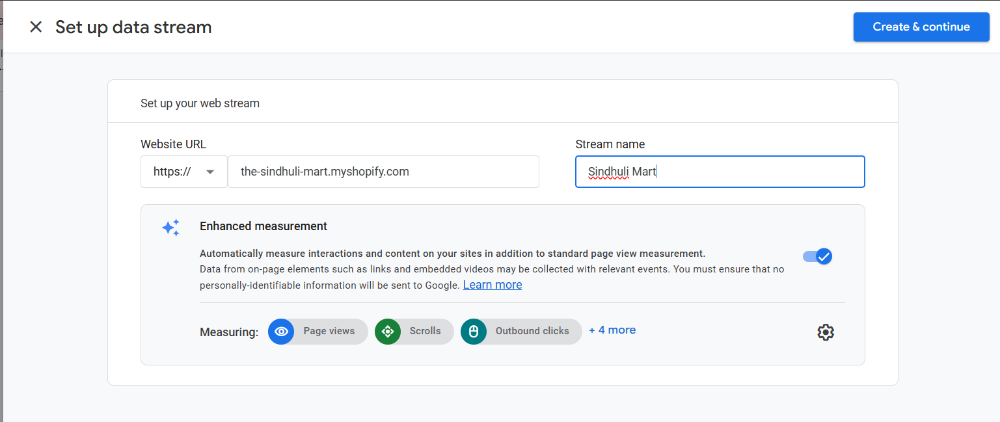 Set up data stream
Create & continue
Set up your web stream
Website URL
Stream name
https://
the-sindhuli-mart.myshopify.com
Sindhuli Mart
Enhanced measurement
Automatically measure interactions and content on your sites in addition to standard page view measurement.
Data from on-page elements such as links and embedded videos may be collected with relevant events. You must ensure that no
personally-identifiable information will be sent to Google. Learn more
Measuring:
Page views
Scrolls
Outbound clicks
+ 4 more